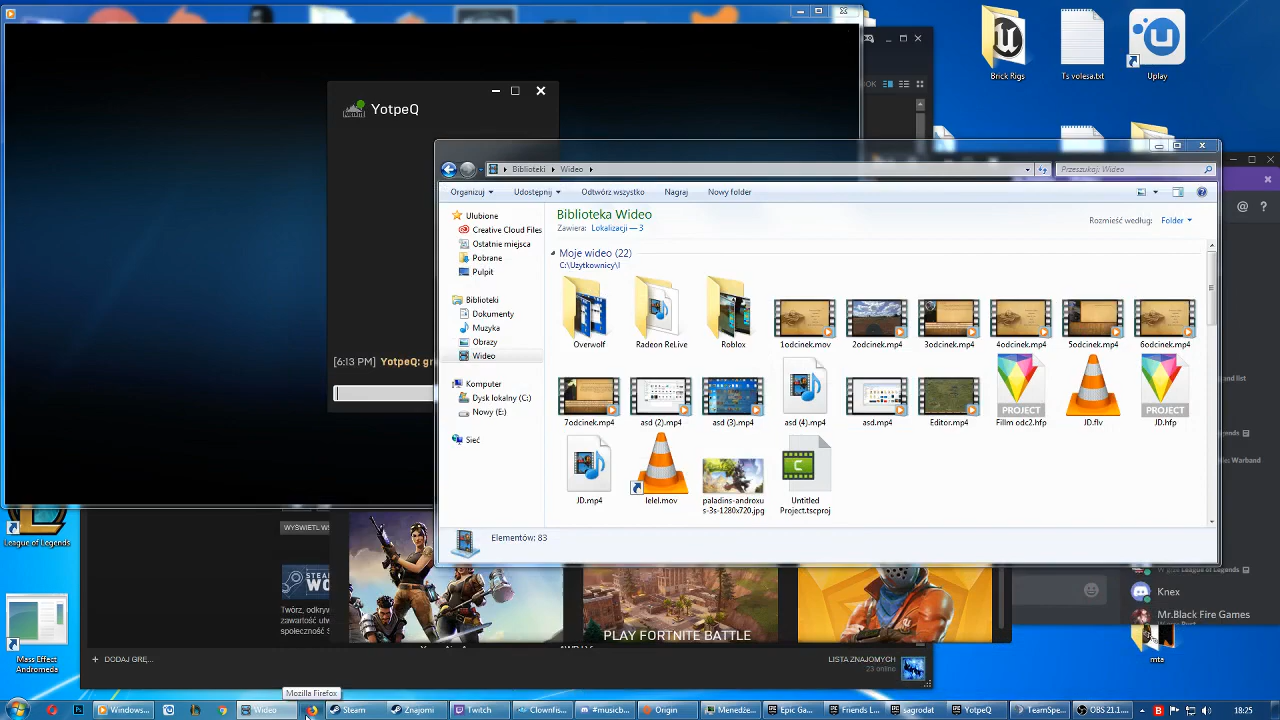 Brick Rigs
Ts volesa.txt
Uplay
YotpeQ
[6:13 PM] YotpeQ: gr
Biblioteki
Wideo
Przeszukaj: Wideo
Organizuj
Udostępnij
Odtwórz wszystko
Nagraj
Nowy folder
Ulubione
Creative Cloud Files
Ostatnie miejsca
Pobrane
Pulpit
Biblioteki
Dokumenty
Muzyka
Obrazy
Wideo
Komputer
Dysk lokalny (C:)
Nowy (E:)
Sieć
Biblioteka Wideo
Zawiera: Lokalizacji — 3
Rozmieść według: Folder
Moje wideo (22)
C:\Użytkownicy\I
Overwolf
Radeon ReLive
Roblox
1odcinek.mov
2odcinek.mp4
3odcinek.mp4
4odcinek.mp4
5odcinek.mp4
6odcinek.mp4
7odcinek.mp4
asd (2).mp4
asd (3).mp4
asd (4).mp4
asd.mp4
Editor.mp4
PROJECT
Fillm odc2.hfp
JD.flv
PROJECT
JD.hfp
JD.mp4
lelel.mov
paladins-androxu
s-3s-1280x720.jpg
Untitled
Project.tscproj
Elementów: 83
League of Legends
WYŚWIETL WS
STEAM
WO
Twórz, odkryw
zawartość utw
społeczność S
PLAY FORTNITE BATTLE
Knex
Mr.Black Fire Games
mta
Mass Effect
Andromeda
DODAJ GRĘ...
LISTA ZNAJOMYCH
23 online
Mozilla Firefox
Windows...
Wideo
Steam
Znajomi
Twitch
Clownfis...
#musicb...
Origin
Menedże...
Epic Ga...
Friends L...
sagrodat
YotpeQ
TeamSpe...
OBS 21.1...
18:25